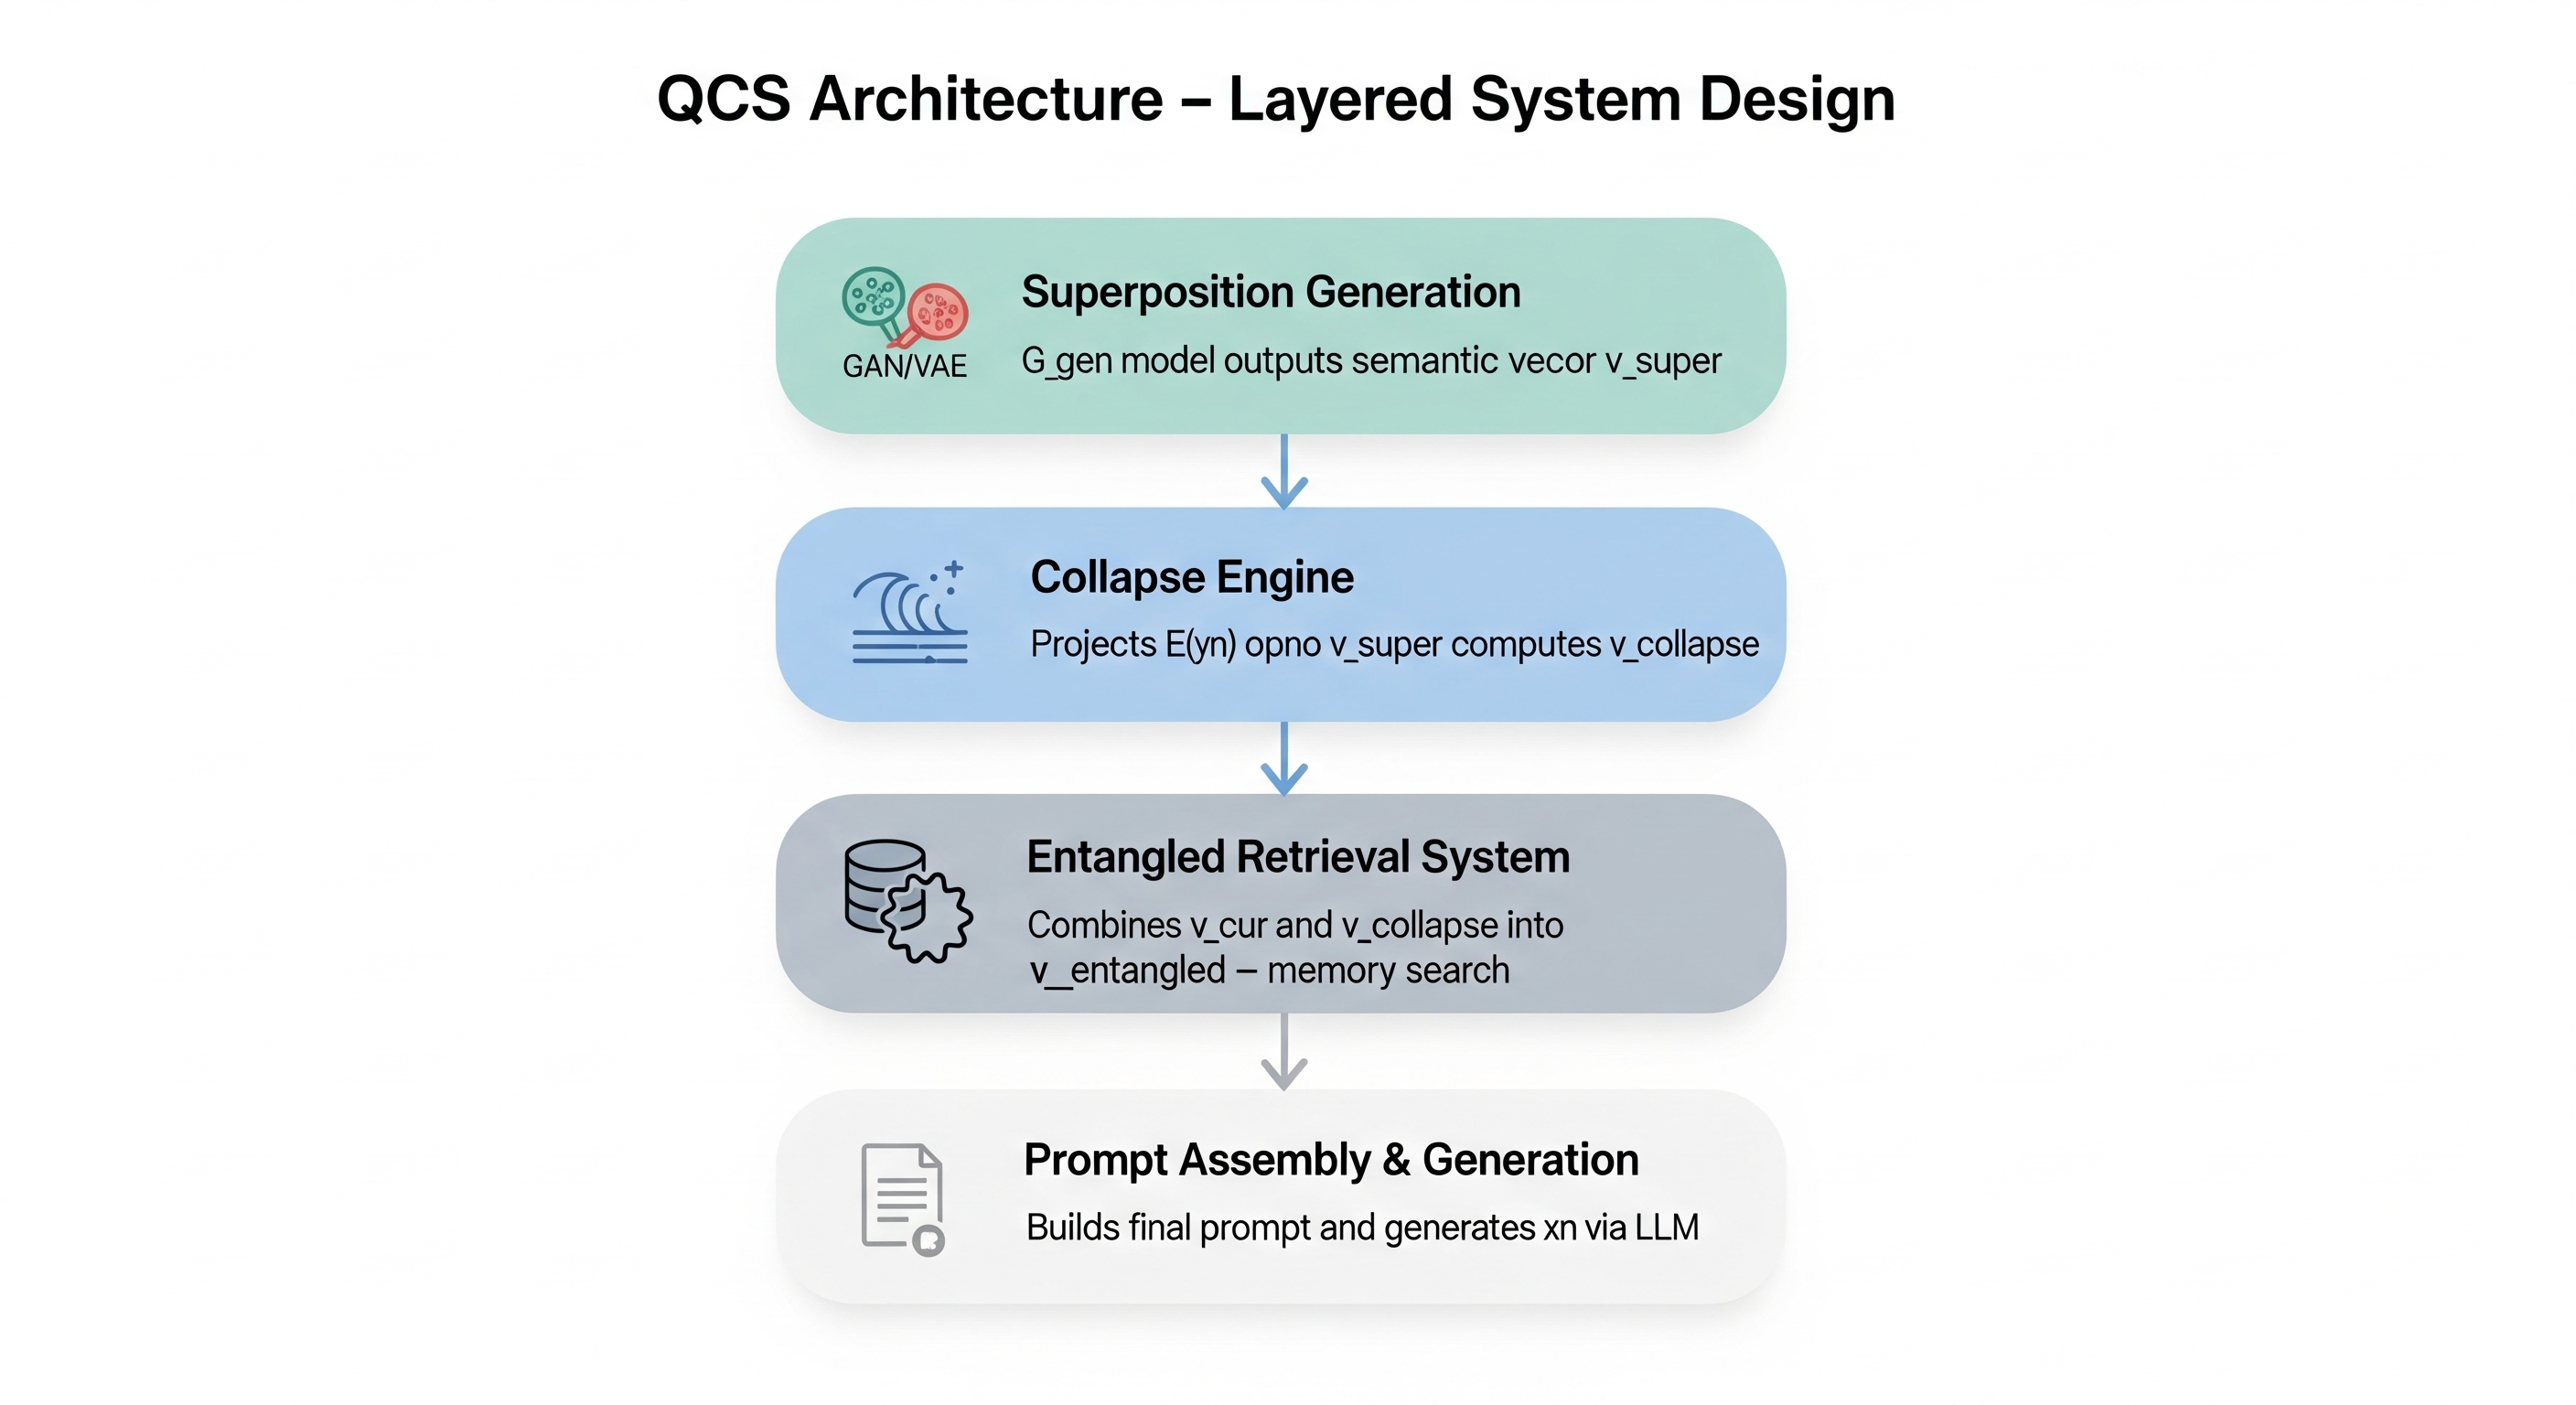 QCS Architecture – Layered System Design
Superposition Generation
GAN/VAE
G_gen model outputs semantic vecor v_super
Collapse Engine
Projects E(yn) opno v_super computes v_collapse
Entangled Retrieval System
Combines v_cur and v_collapse into
v__entangled – memory search
Prompt Assembly & Generation
Builds final prompt and generates xn via LLM